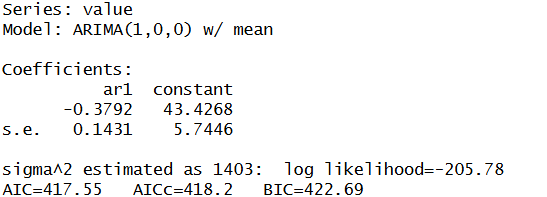 Series: value
Model: ARIMA(1,0,0) w/ mean
Coefficients:
ar1 constant
-0.3792 43.4268
s.e. 0.1431 5.7446
sigma^2 estimated as 1403: log likelihood=-205.78
AIC=417.55 AICc=418.2 BIC=422.69